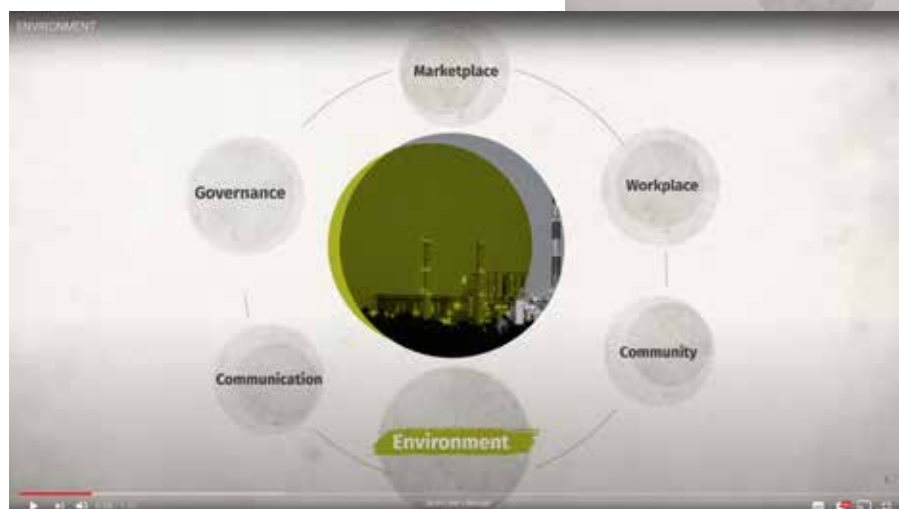 ENVIRONMENT
Marketplace
Governance
Workplace
Communication
Community
Environment